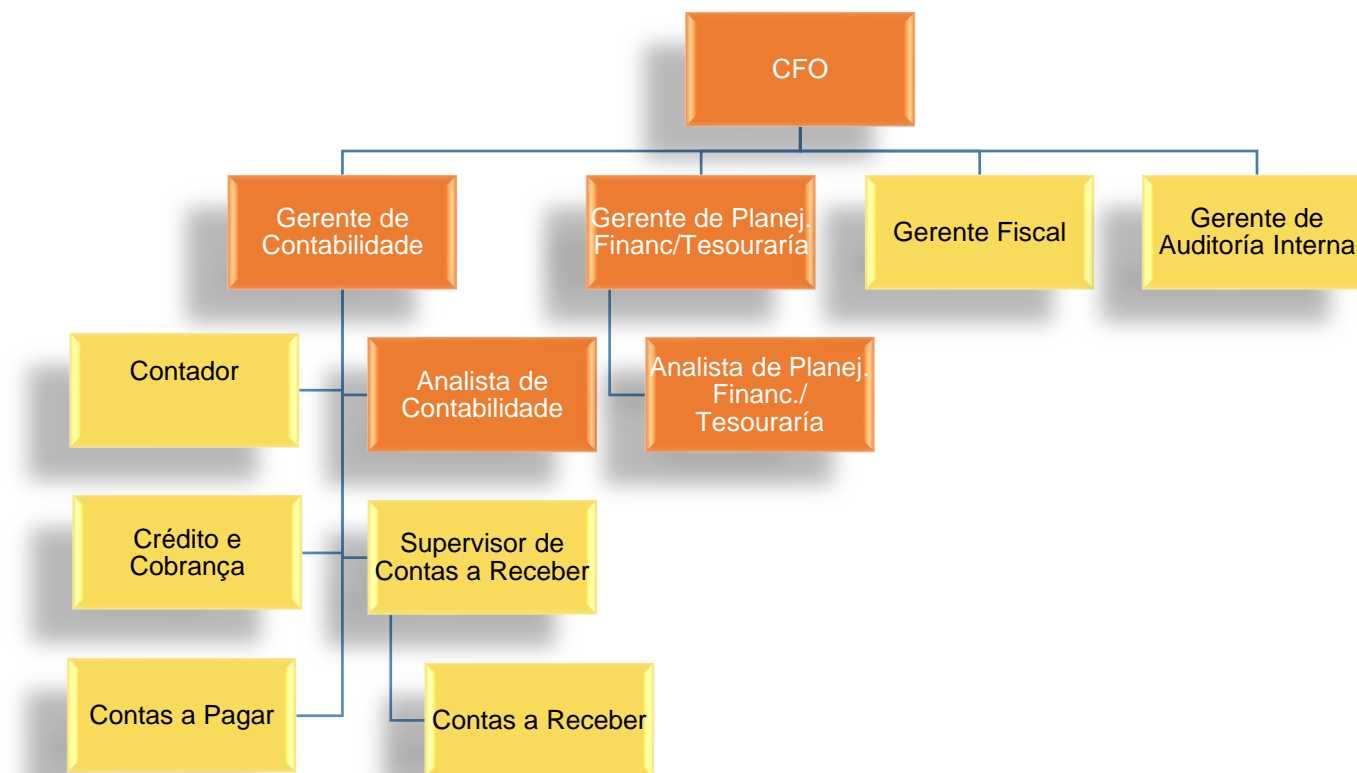 CFO
Gerente de
Contabilidade
Gerente de Planej.
Financ/Tesouraría
Gerente Fiscal
Gerente de
Auditoría Interna
Contador
Analista de
Contabilidade
Analista de Planej.
Financ./
Tesouraría
Crédito e
Cobrança
Supervisor de
Contas a Receber
Contas a Pagar
Contas a Receber